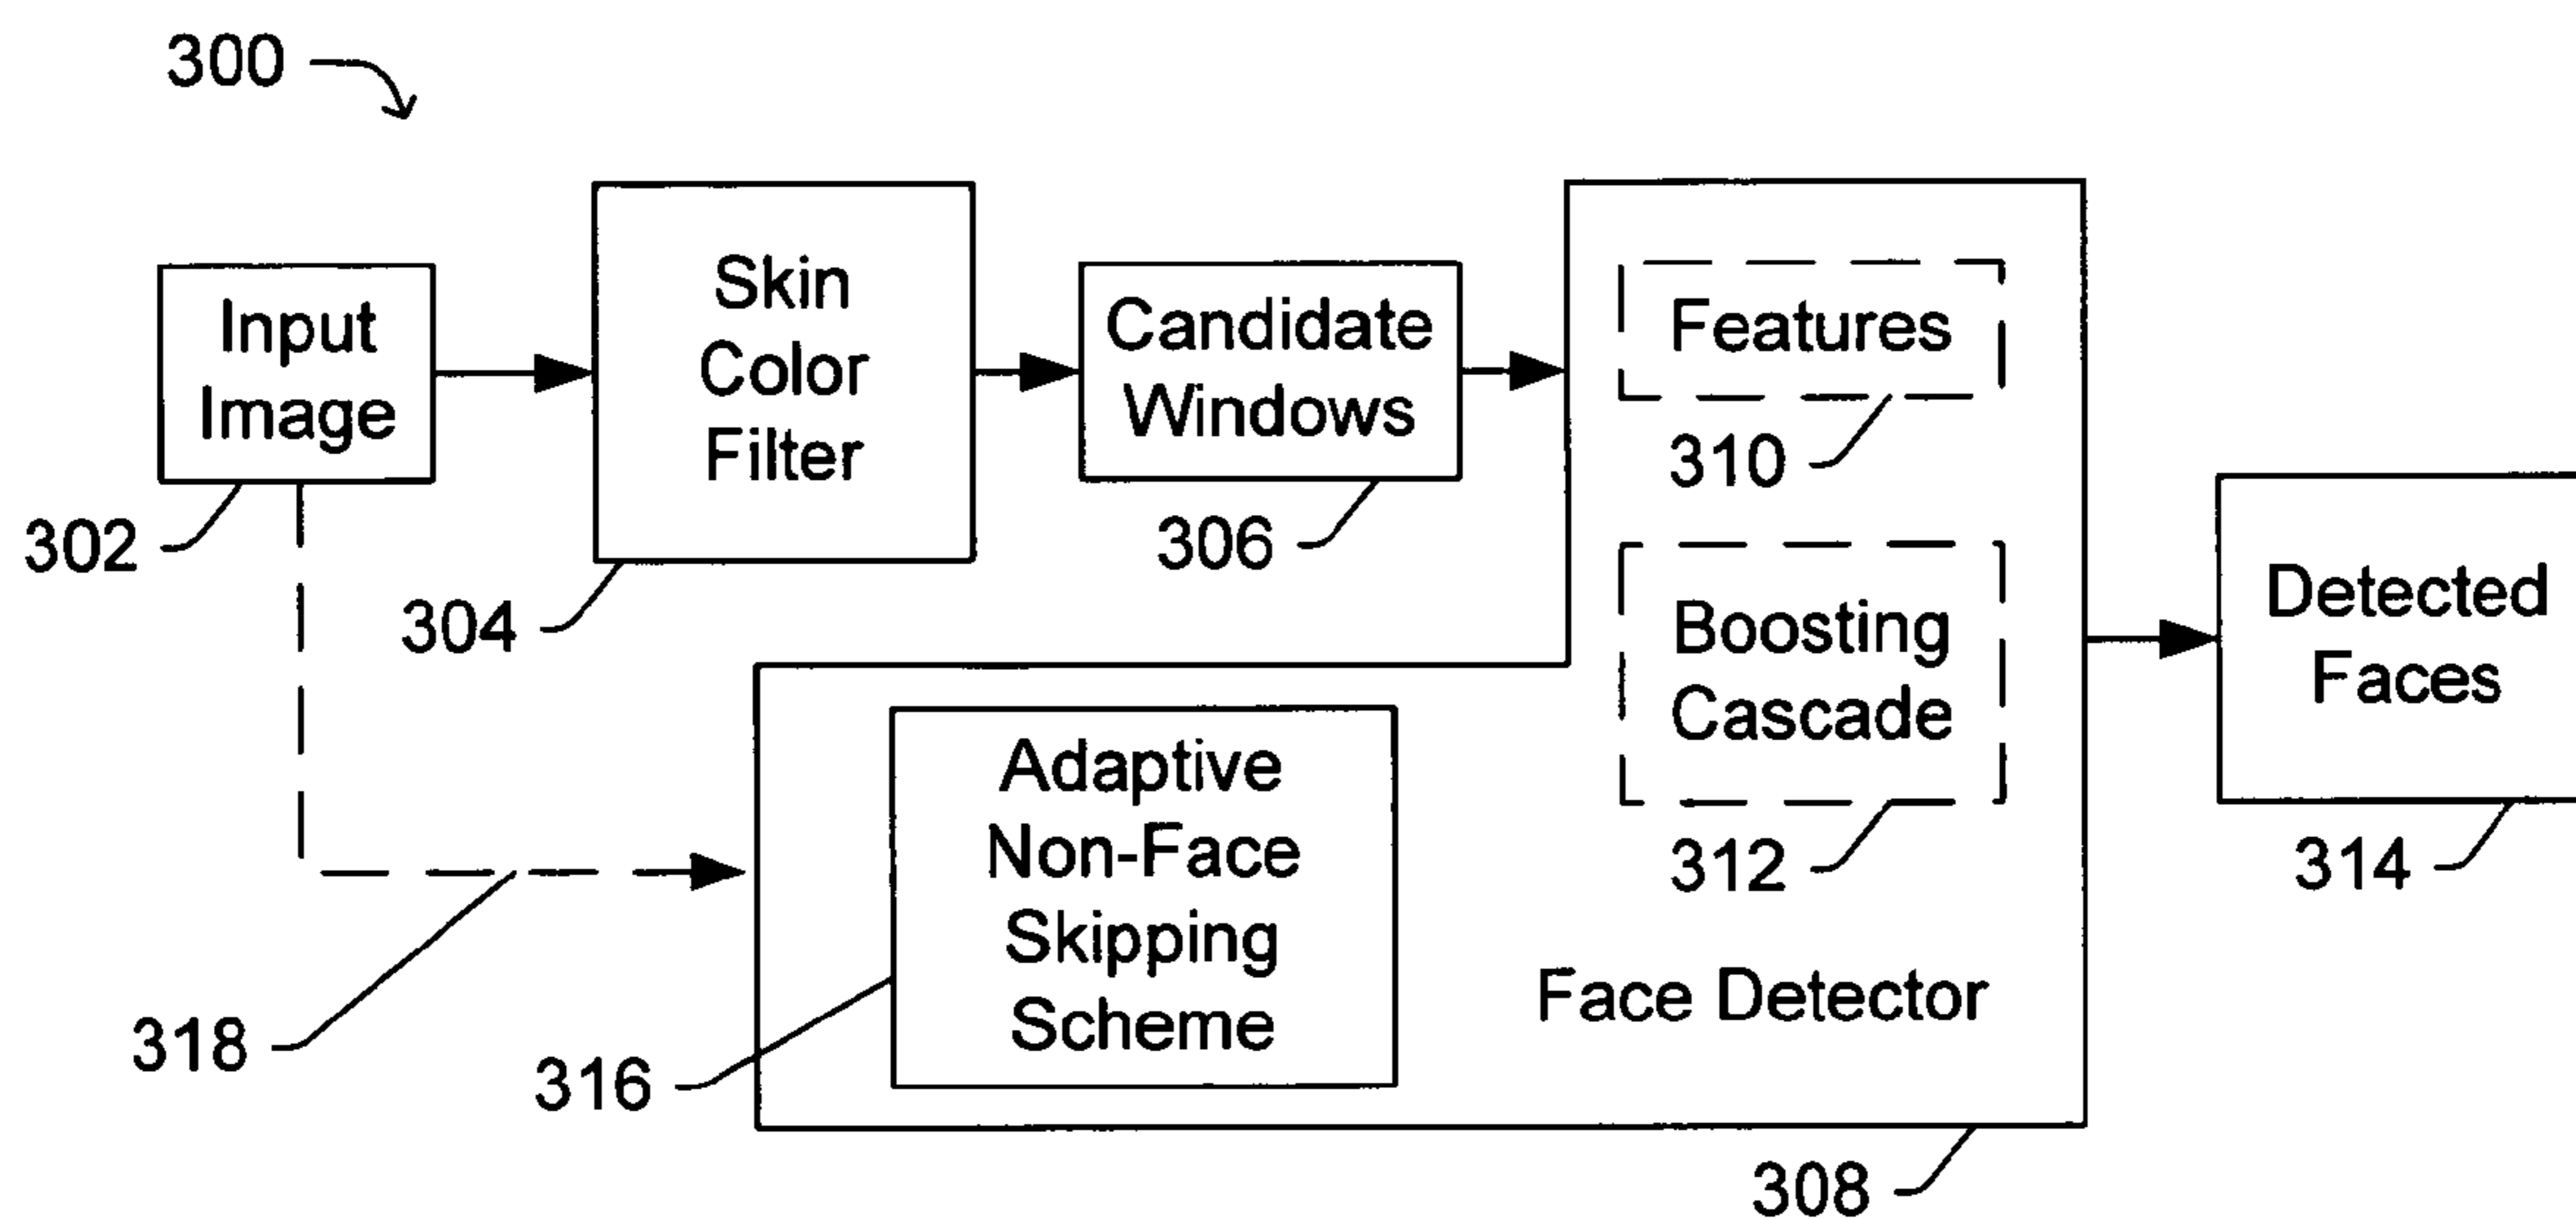 300
Input
Image
302
Skin
Color
Filter
304
Candidate
Windows
306
Features
310
Boosting
Cascade
312
Adaptive
Non-Face
Skipping
Scheme
316
318
Face Detector
308
Detected
Faces
314